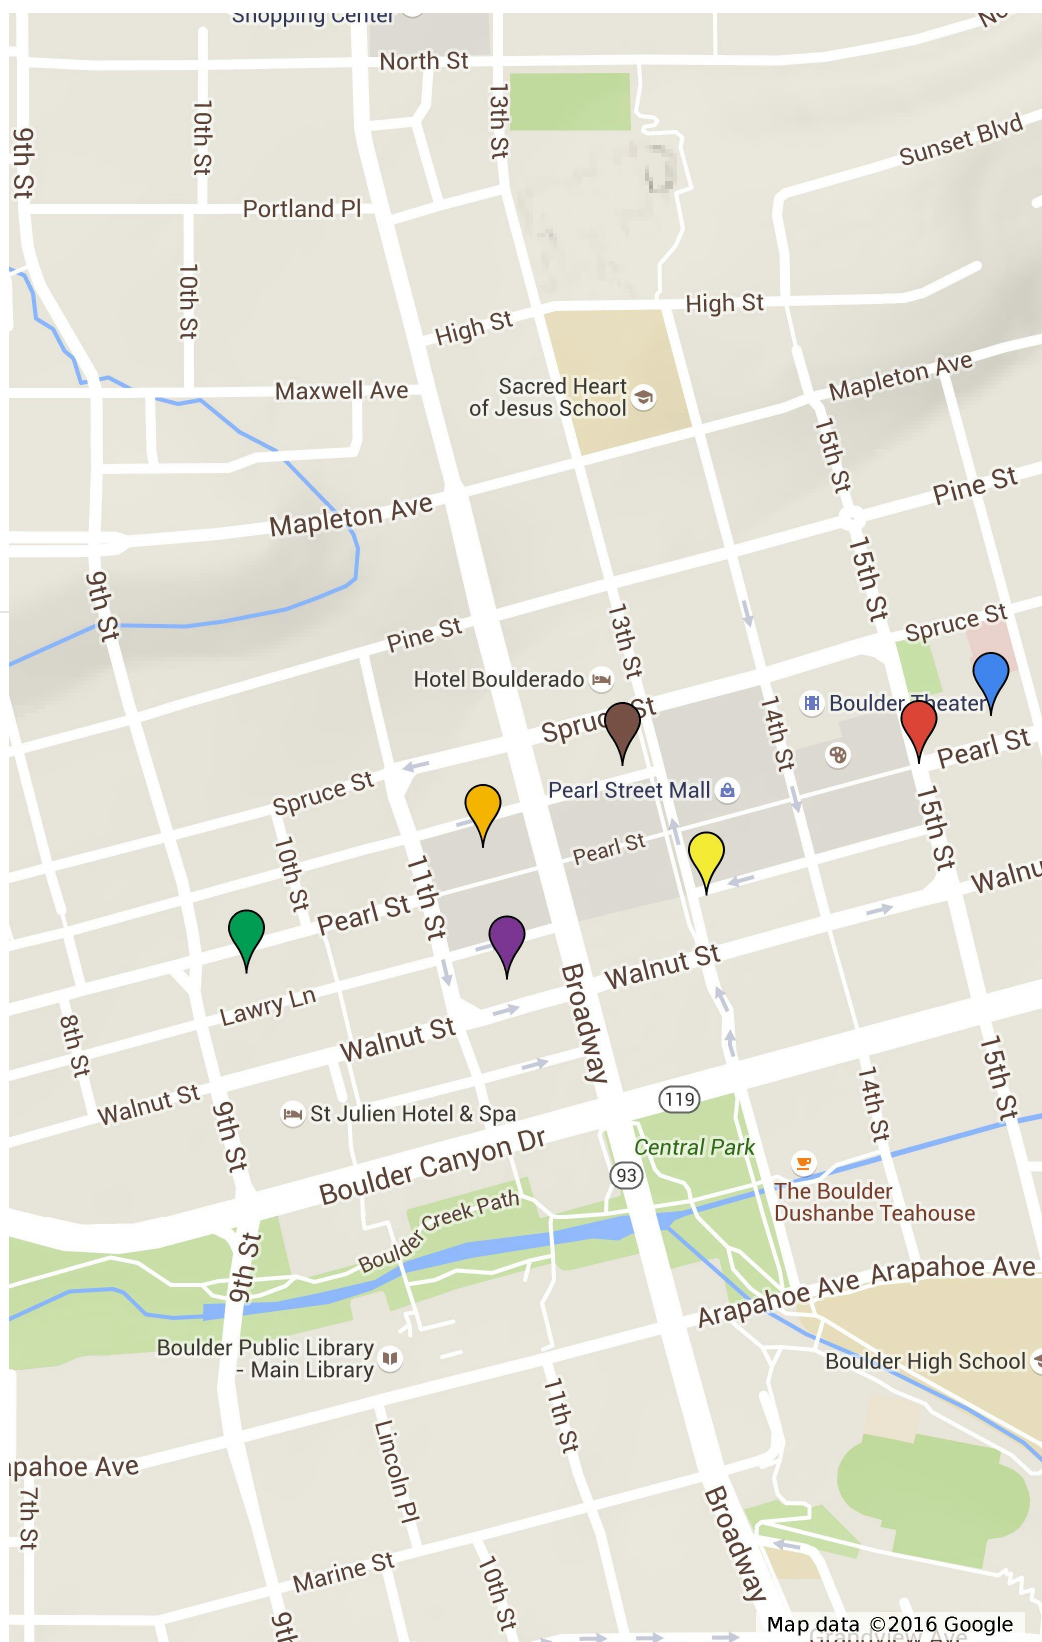 Shopping Center
North St
13th St
10th St
9th St
Sunset Blvd
Portland Pl
10th St
High St
High St
Maxwell Ave
Sacred Heart
of Jesus School
Mapleton Ave
15th St
Pine St
Mapleton Ave
15th St
9th St
Pine St
13th St
Spruce St
Hotel Boulderado
Boulder Theater
Spruce St
14th St
Pearl St
Spruce St
Pearl Street Mall
15th St
10th St
Pearl St
11th St
Pearl St
Walnu
Walnut St
Broadway
Lawry Ln
8th St
Walnut St
15th St
Walnut St
119
14th St
9th St
St Julien Hotel & Spa
Central Park
Boulder Canyon Dr
93
The Boulder
Dushanbe Teahouse
Boulder Creek Path
9th St
Arapahoe Ave
Arapahoe Ave
Boulder Public Library
- Main Library
Boulder High School
11th St
Lincoln Pl
apahoe Ave
7th St
Broadway
Marine St
10th St
9th
Map data ©2016 Google
Grandview Ave